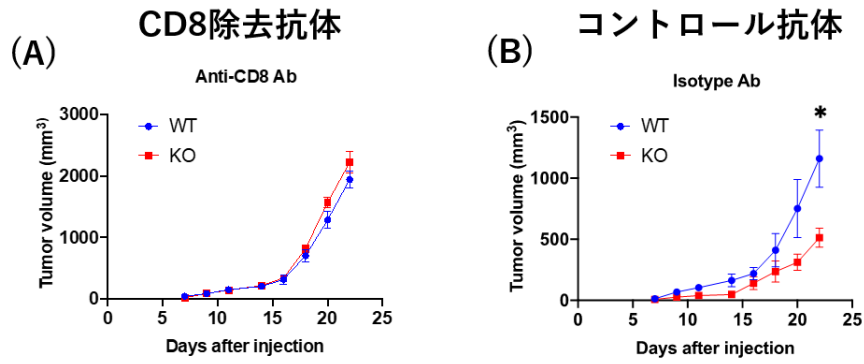 CD8除去抗体
(A)
Anti-CD8 Ab
WT
KO
Tumor volume (mm3)
3000
2000
1000
0
0 5 10 15 20 25
Days after injection
コントロール抗体
(B)
Isotype Ab
*
WT
KO
Tumor volume (mm3)
1500
1000
500
0
0 5 10 15 20 25
Days after injection